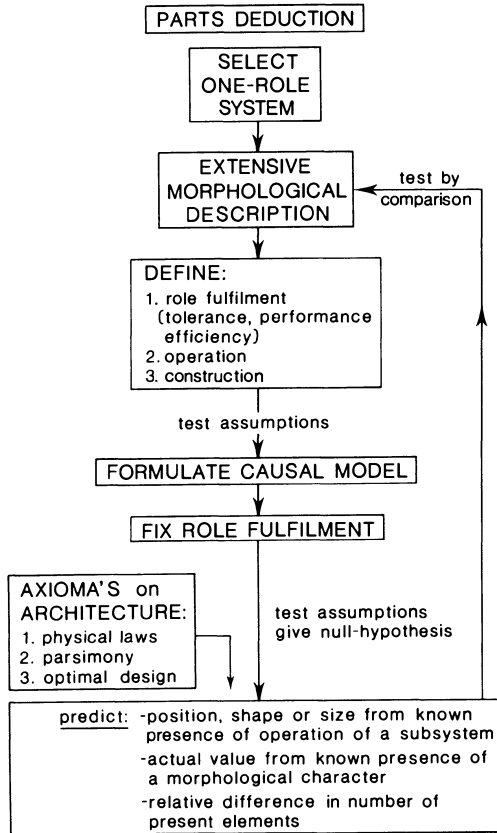 PARTS DEDUCTION
SELECT
ONE-ROLE
SYSTEM
EXTENSIVE
MORPHOLOGICAL
DESCRIPTION
test by
comparison
DEFINE:
1. role fulfilment
(tolerance, performance
efficiency)
2. operation
3. construction
test assumptions
FORMULATE CAUSAL MODEL
FIX ROLE FULFILMENT
AXIOMA'S on
ARCHITECTURE:
1. physical laws
2. parsimony
3. optimal design
test assumptions
give null-hypothesis
predict: -position, shape or size from known
presence of operation of a subsystem
-actual value from known presence of
a morphological character
-relative difference in number of
present elements